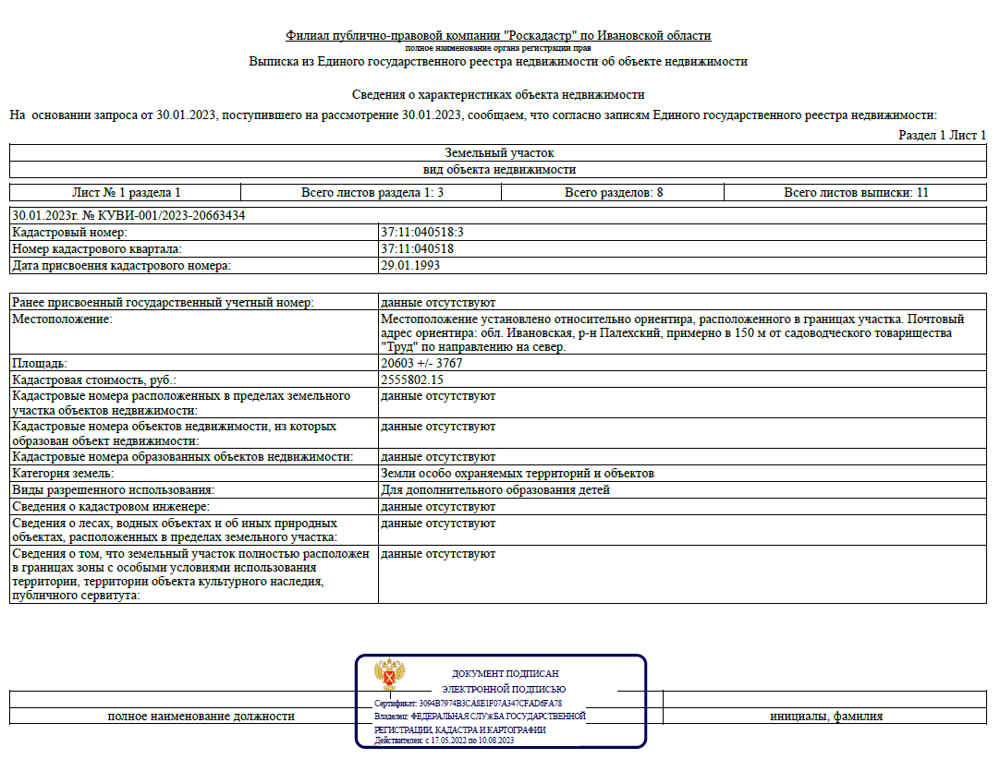 Филиал публично-правовой компании "Роскадастр" по Ивановской области
полное наименование органа регистрации прав
Выписка из Единого государственного реестра недвижимости об объекте недвижимости
Сведения о характеристиках объекта недвижимости
На основании запроса от 30.01.2023, поступившего на рассмотрение 30.01.2023, сообщаем, что согласно записям Единого государственного реестра недвижимости:
Раздел 1 Лист 1
Земельный участок
вид объекта недвижимости
Лист № 1 раздела 1 Всего листов раздела 1: 3 Всего разделов: 8 Всего листов выписки: 11
30.01.2023г. № КУВИ-001/2023-20663434
Кадастровый номер: 37:11:040518:3
Номер кадастрового квартала: 37:11:040518
Дата присвоения кадастрового номера: 29.01.1993
Ранее присвоенный государственный учетный номер: данные отсутствуют
Местоположение: Местоположение установлено относительно ориентира, расположенного в границах участка. Почтовый
адрес ориентира: обл. Ивановская, р-н Палехский, примерно в 150 м от садоводческого товарищества
"Труд" по направлению на север.
Площадь: 20603 +/- 3767
Кадастровая стоимость, руб.: 2555802.15
Кадастровые номера расположенных в пределах земельного данные отсутствуют
участка объектов недвижимости:
Кадастровые номера объектов недвижимости, из которых данные отсутствуют
образован объект недвижимости:
Кадастровые номера образованных объектов недвижимости: данные отсутствуют
Категория земель: Земли особо охраняемых территорий и объектов
Виды разрешенного использования: Для дополнительного образования детей
Сведения о кадастровом инженере: данные отсутствуют
Сведения о лесах, водных объектах и об иных природных данные отсутствуют
объектах, расположенных в пределах земельного участка:
Сведения о том, что земельный участок полностью расположен данные отсутствуют
в границах зоны с особыми условиями использования
территории, территории объекта культурного наследия,
публичного сервитута:
ДОКУМЕНТ ПОДПИСАН
ЭЛЕКТРОННОЙ ПОДПИСЬЮ
Сертификат: 3094B7974B3CA8E1F07A347CFAD6FA78
Владелец: ФЕДЕРАЛЬНАЯ СЛУЖБА ГОСУДАРСТВЕННОЙ
РЕГИСТРАЦИИ, КАДАСТРА И КАРТОГРАФИИ
Действителен: с 17.05.2022 по 10.08.2023
полное наименование должности инициалы, фамилия